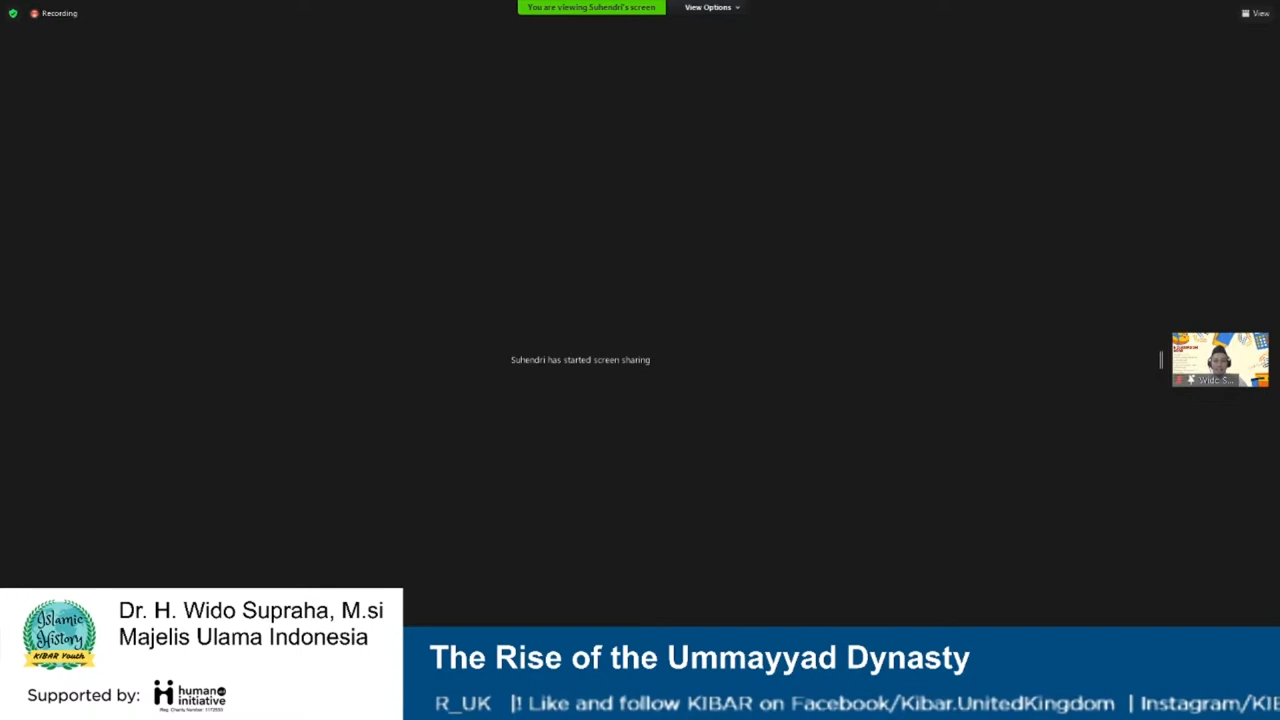 Recording
You are viewing Suhendri's screen
View Options
View
Suhendri has started screen sharing
Wido S...
Islamic
History
KIBAR Youth
Dr. H. Wido Supraha, M.si
Majelis Ulama Indonesia
Supported by:
human
initiative
The Rise of the Ummayyad Dynasty
R_UK |! Like and follow KIBAR on Facebook/Kibar.UnitedKingdom | Instagram/KIE